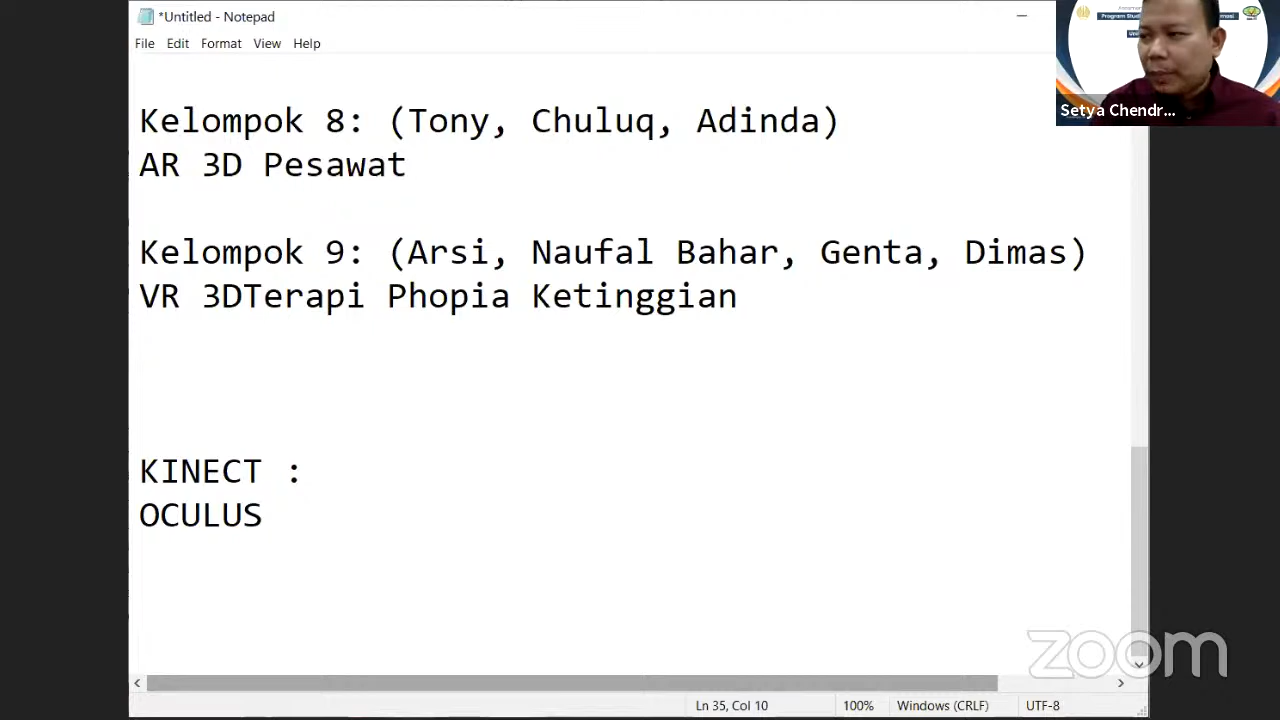 *Untitled - Notepad
File Edit Format View Help
Kelompok 8: (Tony, Chuluq, Adinda)
AR 3D Pesawat
Kelompok 9: (Arsi, Naufal Bahar, Genta, Dimas)
VR 3DTerapi Phopia Ketinggian
KINECT :
OCULUS
Ln 35, Col 10 100% Windows (CRLF) UTF-8
Program Stud
Setya Chendr...
zoom